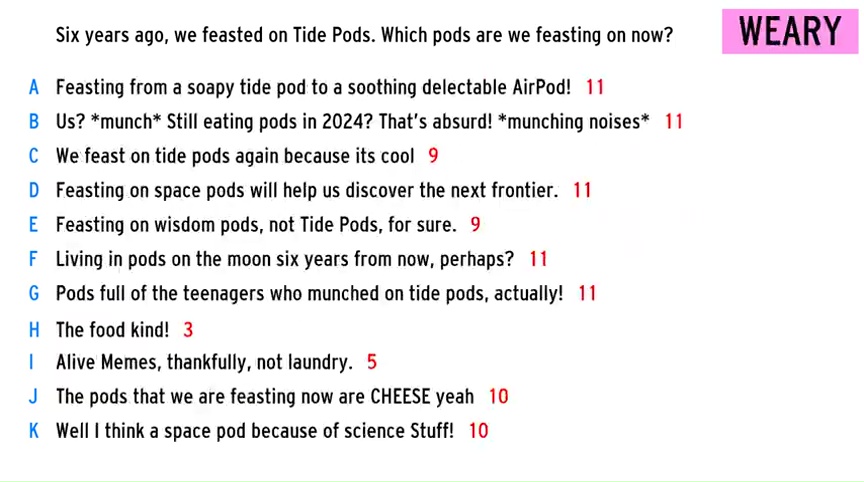 Six years ago, we feasted on Tide Pods. Which pods are we feasting on now?
WEARY
A Feasting from a soapy tide pod to a soothing delectable AirPod! 11
B Us? *munch* Still eating pods in 2024? That's absurd! *munching noises* 11
C We feast on tide pods again because its cool 9
D Feasting on space pods will help us discover the next frontier. 11
E Feasting on wisdom pods, not Tide Pods, for sure. 9
F Living in pods on the moon six years from now, perhaps? 11
G Pods full of the teenagers who munched on tide pods, actually! 11
H The food kind! 3
I Alive Memes, thankfully, not laundry. 5
J The pods that we are feasting now are CHEESE yeah 10
K Well I think a space pod because of science Stuff! 10